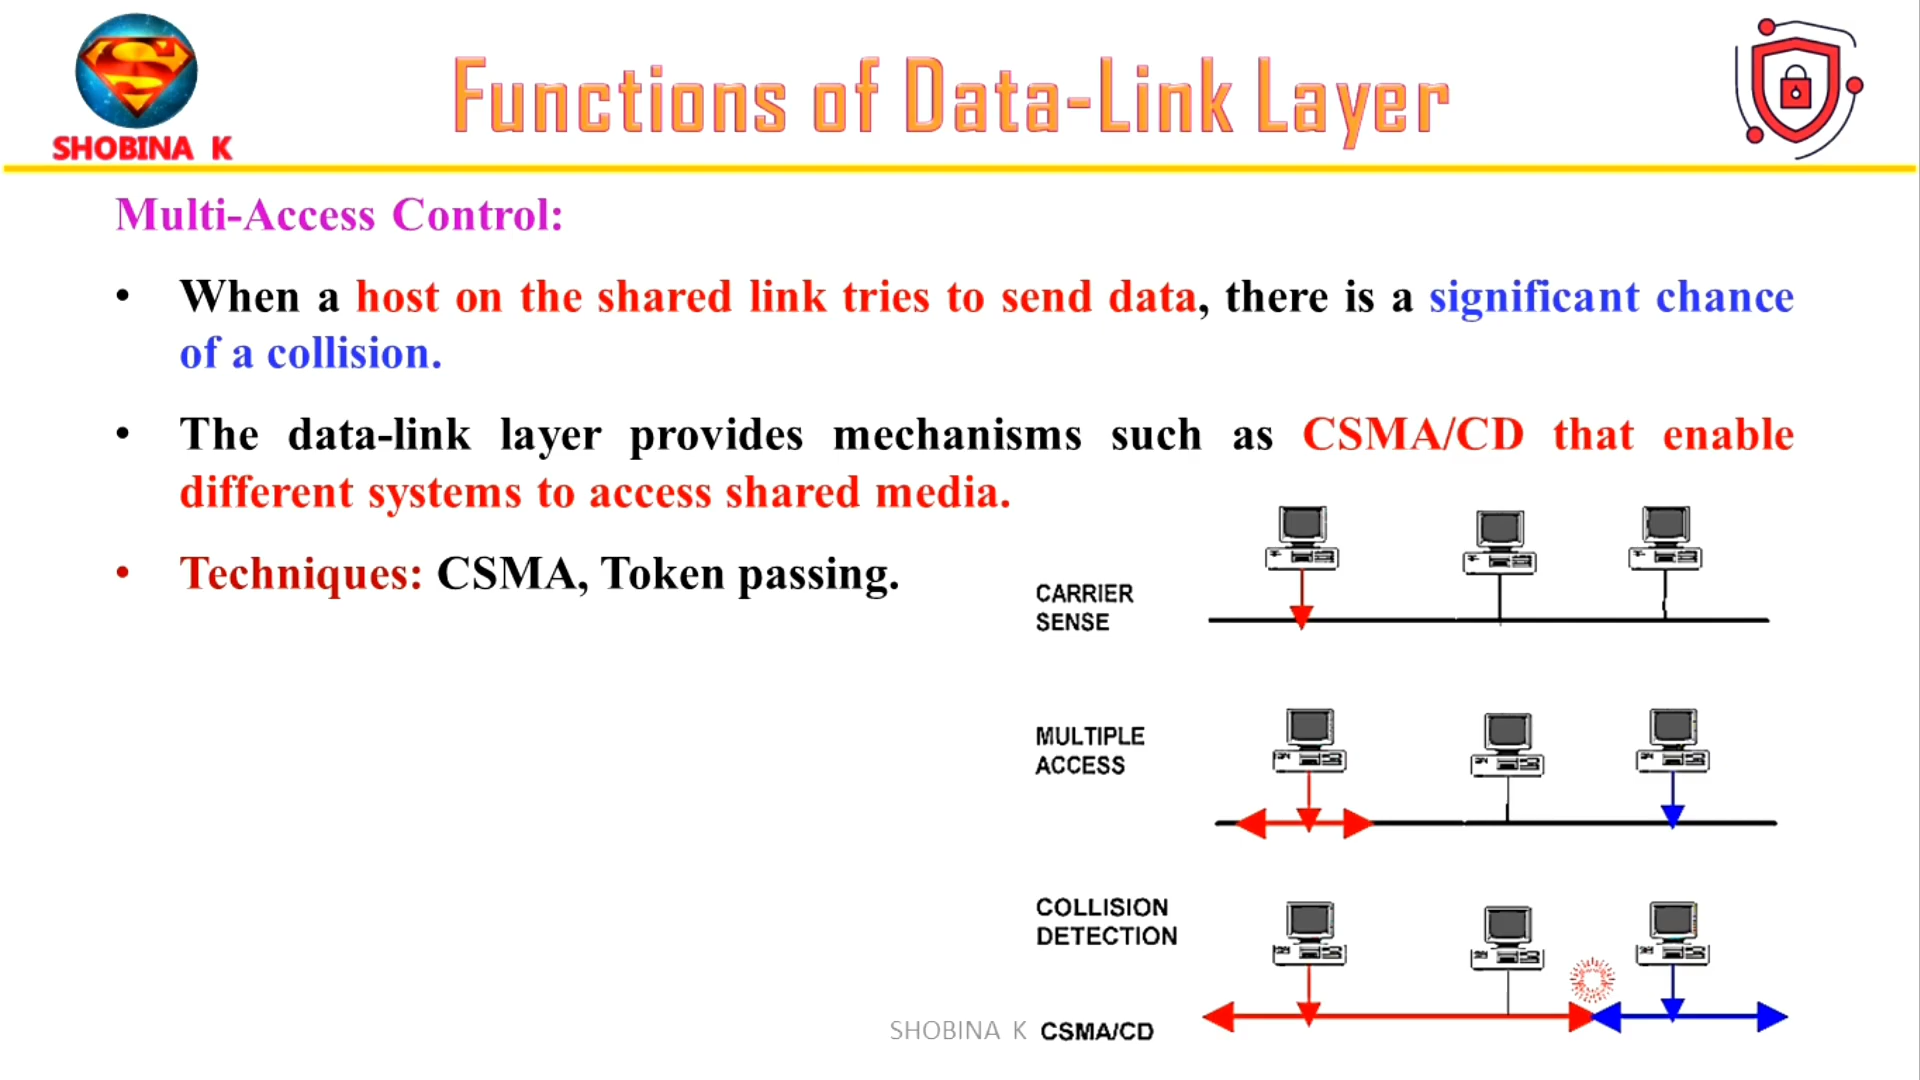 SHOBINA K
Functions of Data-Link Layer
Multi-Access Control:
• When a host on the shared link tries to send data, there is a significant chance
of a collision.
• The data-link layer provides mechanisms such as CSMA/CD that enable
different systems to access shared media.
• Techniques: CSMA, Token passing.
CARRIER
SENSE
MULTIPLE
ACCESS
COLLISION
DETECTION
SHOBINA K
CSMA/CD